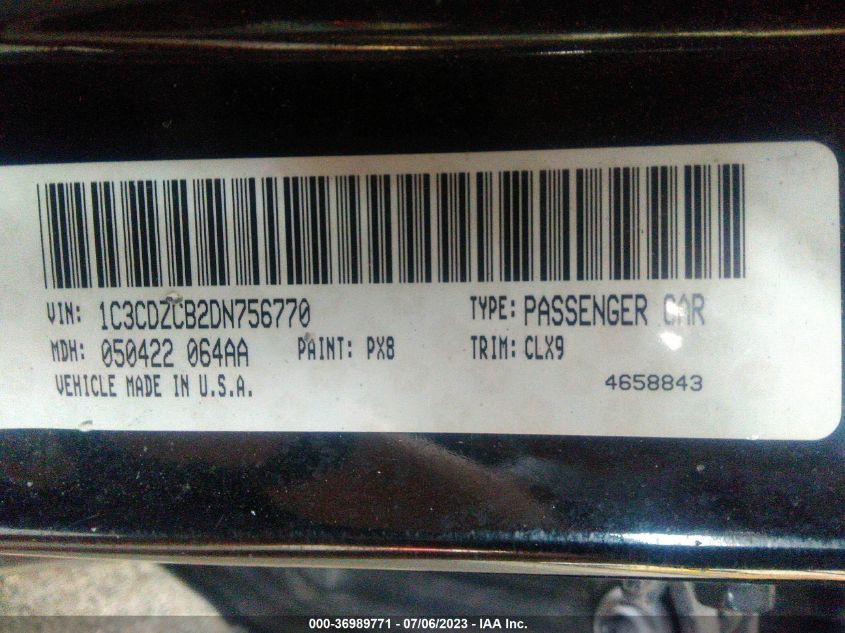 VIN: 1C3CDZCB2DN756770 TYPE: PASSENGER CAR
MDH: 050422 064AA PAINT: PX8 TRIM: CLX9
VEHICLE MADE IN U.S.A. 4658843
000-36989771 - 07/06/2023 - IAA Inc.